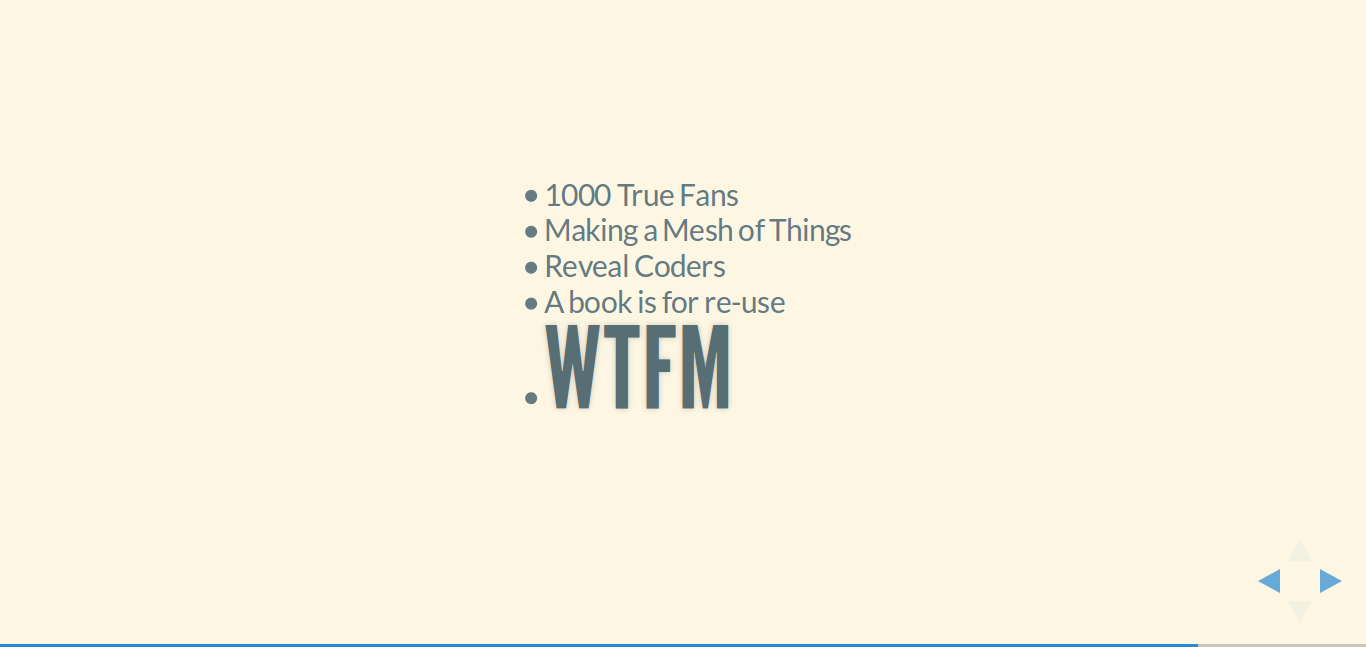 • 1000 True Fans
• Making a Mesh of Things
• Reveal Coders
• A book is for re-use
• WTFM